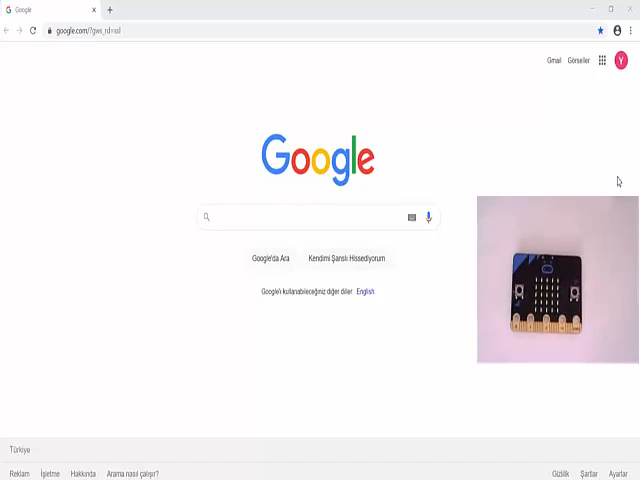 Google
google.com/?gws_rd=ssl
Gmail Görseller
Y
Google
Google'da Ara Kendimi Şanslı Hissediyorum
Google'ı kullanabileceğiniz diğer diller: English
Türkiye
Reklam İşletme Hakkında Arama nasıl çalışır?
Gizlilik Şartlar Ayarlar